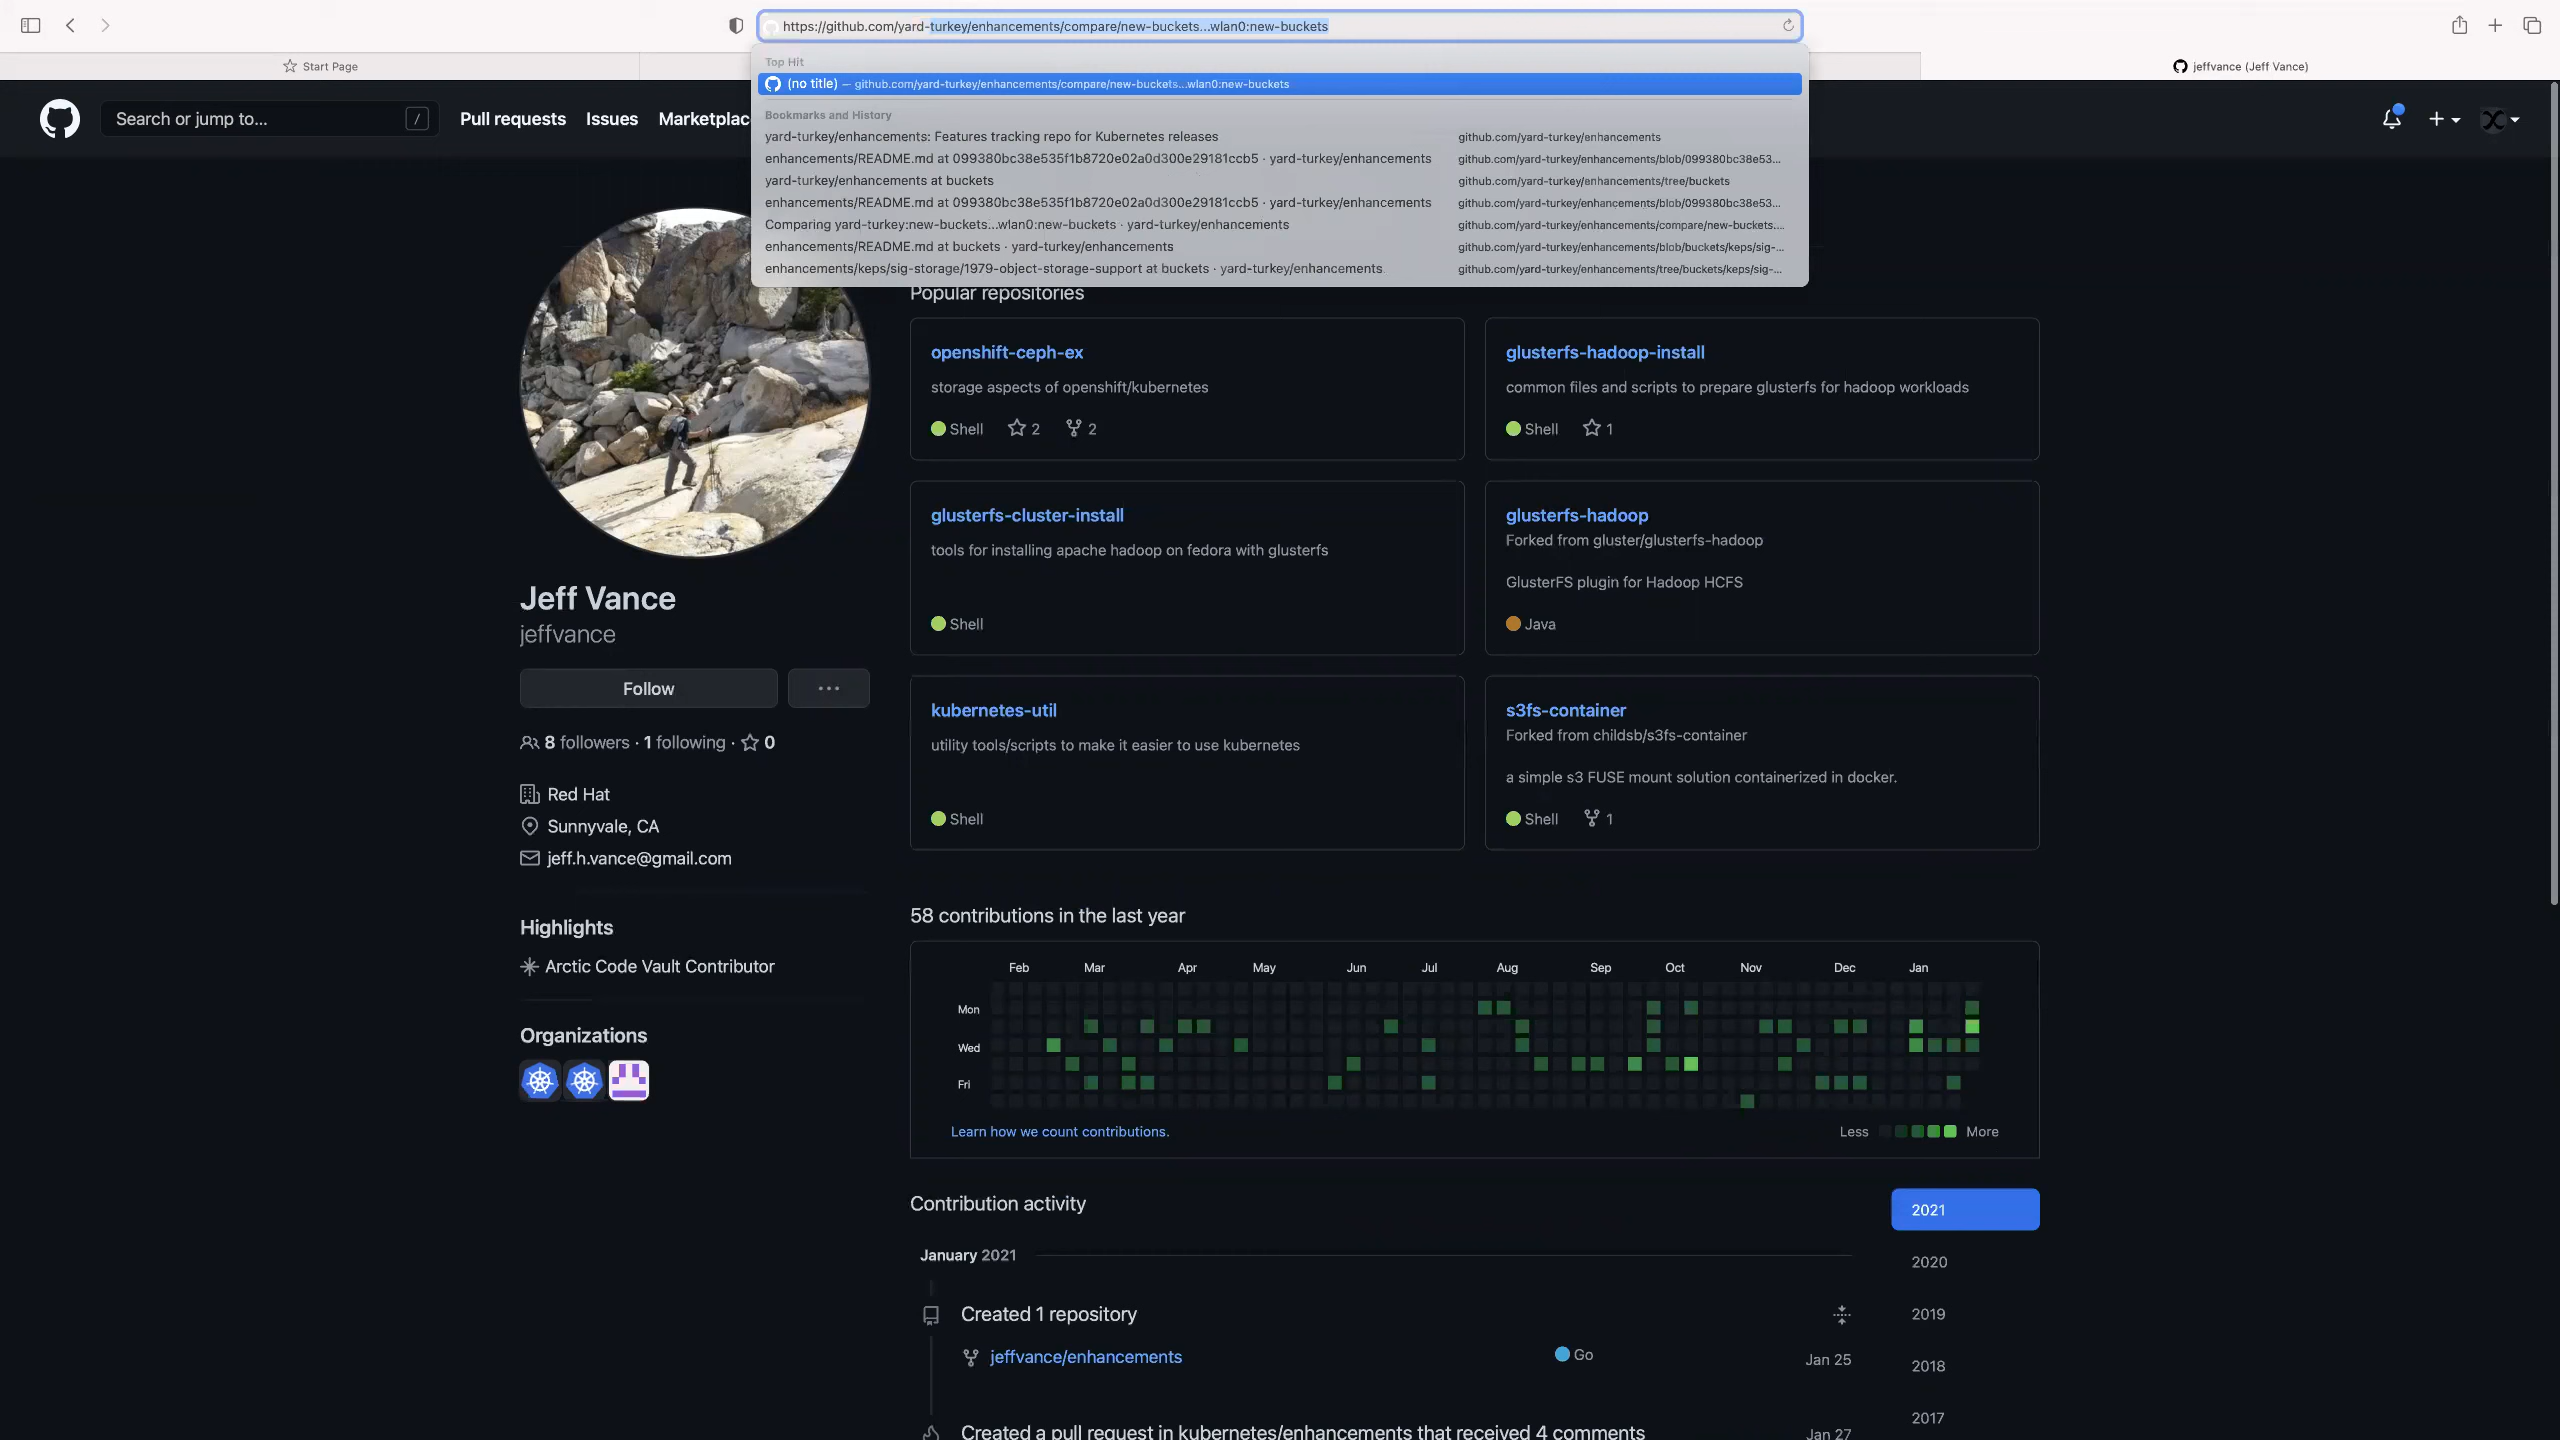 https://github.com/yard-turkey/enhancements/compare/new-buckets...wlan0:new-buckets
Start Page
jeffvance (Jeff Vance)
Top Hit
(no title) — github.com/yard-turkey/enhancements/compare/new-buckets...wlan0:new-buckets
Bookmarks and History
yard-turkey/enhancements: Features tracking repo for Kubernetes releases github.com/yard-turkey/enhancements
enhancements/README.md at 099380bc38e535f1b8720e02a0d300e29181ccb5 · yard-turkey/enhancements github.com/yard-turkey/enhancements/blob/099380bc38e53...
yard-turkey/enhancements at buckets github.com/yard-turkey/enhancements/tree/buckets
enhancements/README.md at 099380bc38e535f1b8720e02a0d300e29181ccb5 · yard-turkey/enhancements github.com/yard-turkey/enhancements/blob/099380bc38e53...
Comparing yard-turkey:new-buckets...wlan0:new-buckets · yard-turkey/enhancements github.com/yard-turkey/enhancements/compare/new-buckets....
enhancements/README.md at buckets · yard-turkey/enhancements github.com/yard-turkey/enhancements/blob/buckets/keps/sig-...
enhancements/keps/sig-storage/1979-object-storage-support at buckets · yard-turkey/enhancements github.com/yard-turkey/enhancements/tree/buckets/keps/sig-...
Search or jump to... /
Pull requests Issues Marketplac
Jeff Vance
jeffvance
Follow
8 followers · 1 following · 0
Red Hat
Sunnyvale, CA
jeff.h.vance@gmail.com
Highlights
Arctic Code Vault Contributor
Organizations
Popular repositories
openshift-ceph-ex
storage aspects of openshift/kubernetes
Shell 2 2
glusterfs-hadoop-install
common files and scripts to prepare glusterfs for hadoop workloads
Shell 1
glusterfs-cluster-install
tools for installing apache hadoop on fedora with glusterfs
Shell
glusterfs-hadoop
Forked from gluster/glusterfs-hadoop
GlusterFS plugin for Hadoop HCFS
Java
kubernetes-util
utility tools/scripts to make it easier to use kubernetes
Shell
s3fs-container
Forked from childsb/s3fs-container
a simple s3 FUSE mount solution containerized in docker.
Shell 1
58 contributions in the last year
Feb Mar Apr May Jun Jul Aug Sep Oct Nov Dec Jan
Mon
Wed
Fri
Learn how we count contributions.
Less More
Contribution activity
2021
2020
2019
2018
2017
January 2021
Created 1 repository
jeffvance/enhancements Go Jan 25
Created a pull request in kubernetes/enhancements that received 4 comments Jan 27